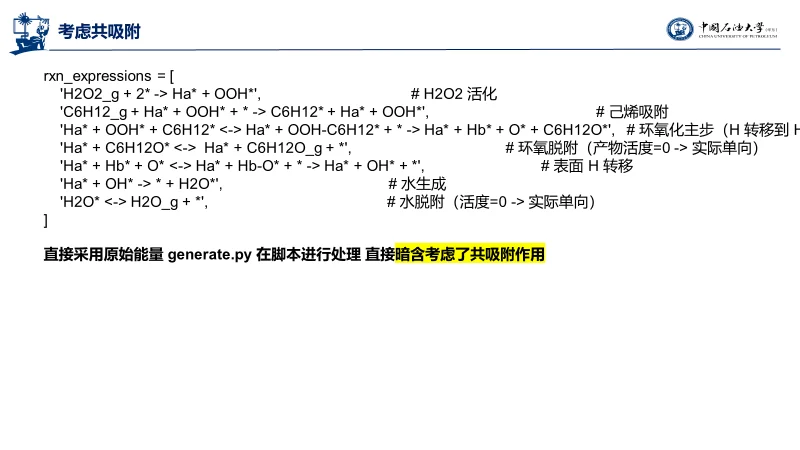 考虑共吸附
中国石油大学
CHINA UNIVERSITY OF PETROLEUM
rxn_expressions = [
'H2O2_g + 2* -> Ha* + OOH*', # H2O2 活化
'C6H12_g + Ha* + OOH* + * -> C6H12* + Ha* + OOH*', # 己烯吸附
'Ha* + OOH* + C6H12* <-> Ha* + OOH-C6H12* + * -> Ha* + Hb* + O* + C6H12O*', # 环氧化主步（H 转移到 H
'Ha* + C6H12O* <-> Ha* + C6H12O_g + *', # 环氧脱附（产物活度=0 -> 实际单向）
'Ha* + Hb* + O* <-> Ha* + Hb-O* + * -> Ha* + OH* + *', # 表面 H 转移
'Ha* + OH* -> * + H2O*', # 水生成
'H2O* <-> H2O_g + *', # 水脱附（活度=0 -> 实际单向）
]
直接采用原始能量 generate.py 在脚本进行处理 直接暗含考虑了共吸附作用